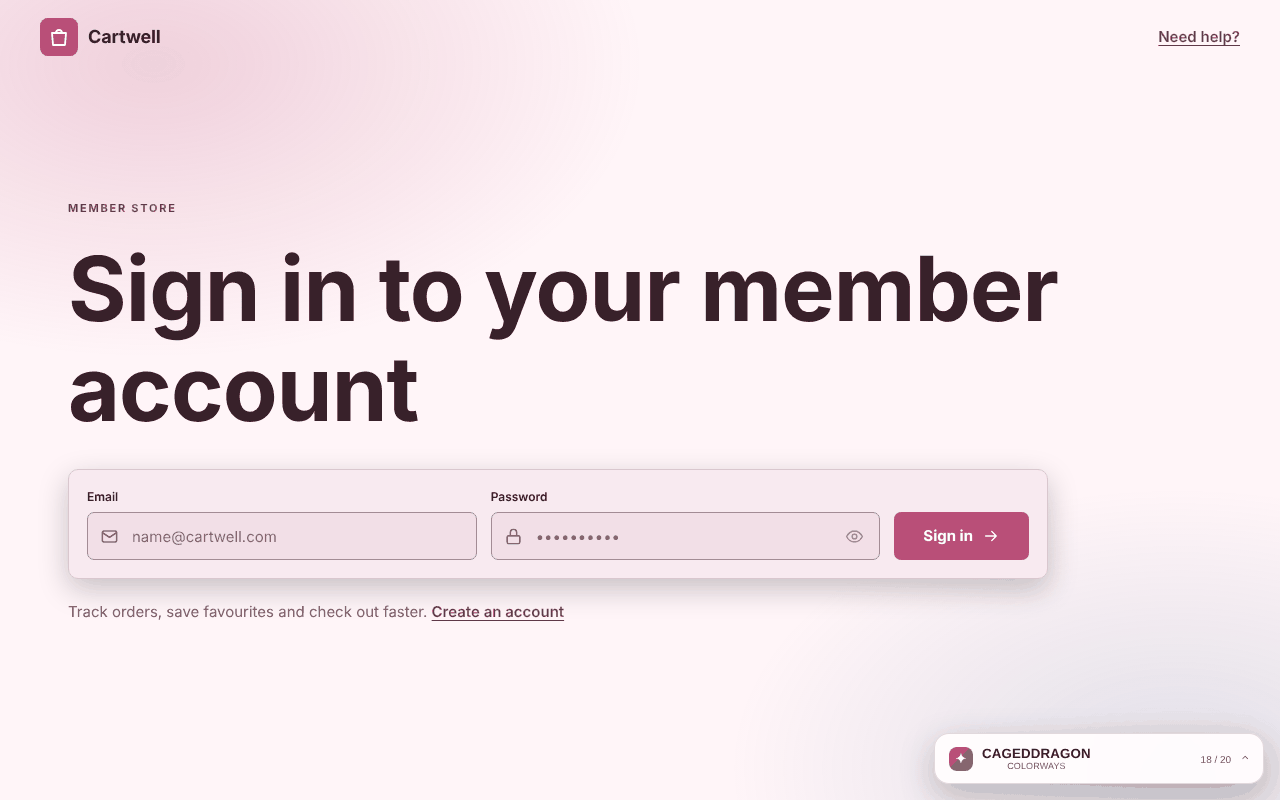 Cartwell
Need help?
MEMBER STORE
Sign in to your member
account
Email
Password
name@cartwell.com
••••••••••
Sign in
Track orders, save favourites and check out faster. Create an account
CAGEDDRAGON
COLORWAYS
18 / 20